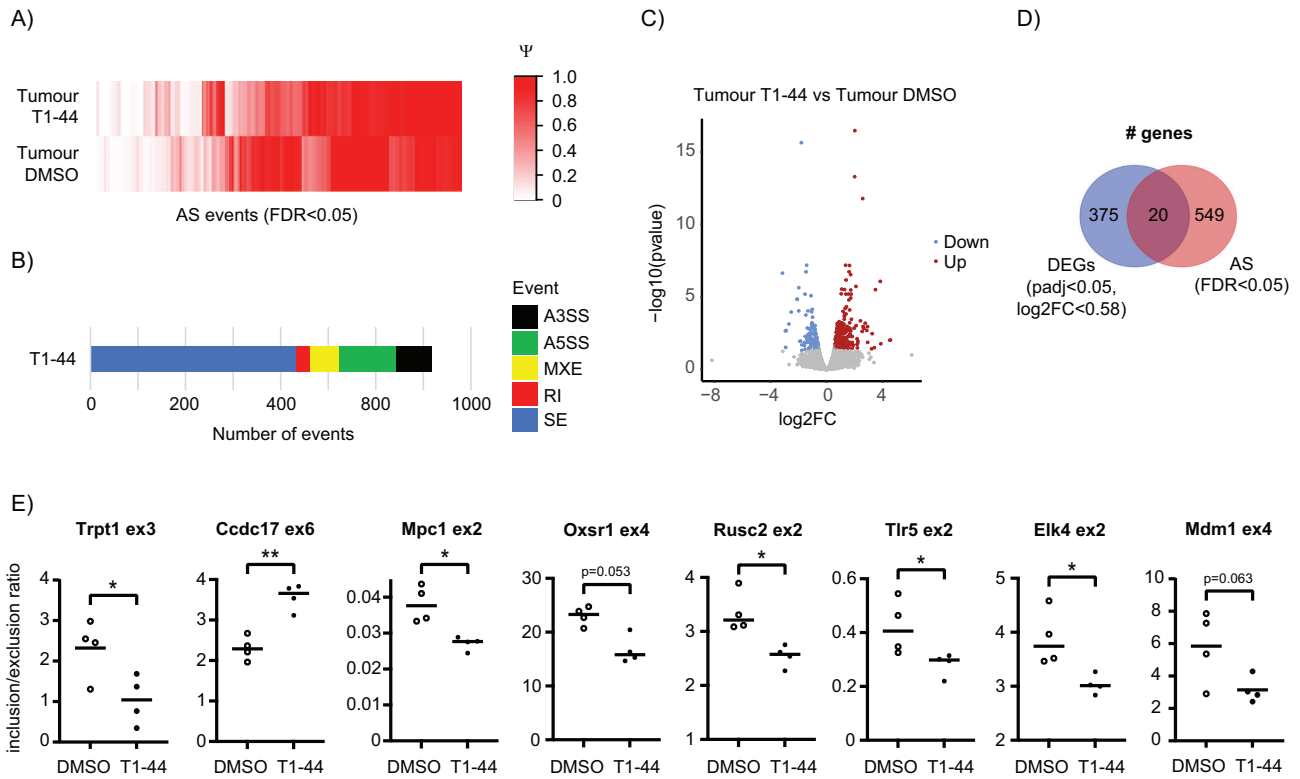 A)
Tumour
T1-44
Tumour
DMSO
AS events (FDR<0.05)
Ψ
1.0
0.8
0.6
0.4
0.2
0
B)
T1-44
0
200
400
600
800
1000
Number of events
Event
A3SS
A5SS
MXE
RI
SE
C)
Tumour T1-44 vs Tumour DMSO
−log10(pvalue)
15
10
5
0
−8
−4
0
4
log2FC
Down
Up
D)
# genes
375
20
549
DEGs
(padj<0.05,
log2FC<0.58)
AS
(FDR<0.05)
E)
inclusion/exclusion ratio
Trpt1 ex3
*
4
3
2
1
0
DMSO T1-44
Ccdc17 ex6
**
4
3
2
1
0
DMSO T1-44
Mpc1 ex2
*
0.04
0.03
0.02
0.01
0
DMSO T1-44
Oxsr1 ex4
p=0.053
30
20
10
0
DMSO T1-44
Rusc2 ex2
*
4
3
2
1
DMSO T1-44
Tlr5 ex2
*
0.6
0.4
0.2
0
DMSO T1-44
Elk4 ex2
*
5
4
3
2
DMSO T1-44
Mdm1 ex4
p=0.063
10
8
6
4
2
0
DMSO T1-44